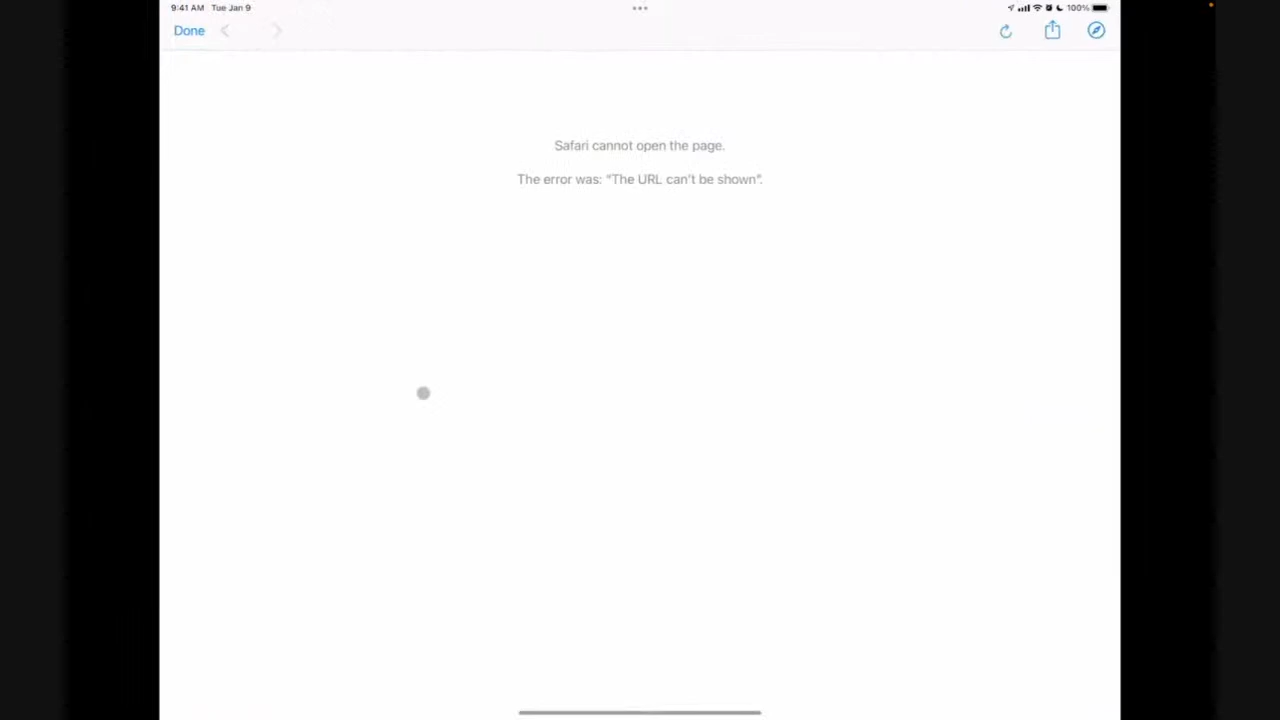 9:41 AM Tue Jan 9
100%
Done
Safari cannot open the page.
The error was: "The URL can't be shown".